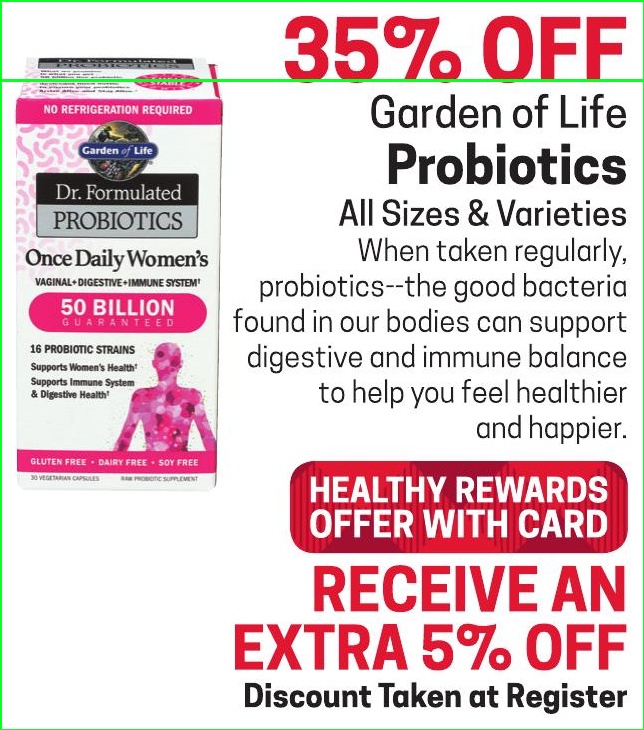 35% OFF
Garden of Life
Probiotics
All Sizes & Varieties
When taken regularly,
probiotics--the good bacteria
found in our bodies can support
digestive and immune balance
to help you feel healthier
and happier.
HEALTHY REWARDS
OFFER WITH CARD
RECEIVE AN
EXTRA 5% OFF
Discount Taken at Register
Dr. Formulated
PROBIOTICS
NO REFRIGERATION REQUIRED
Garden of Life
Dr. Formulated
PROBIOTICS
Once Daily Women's
VAGINAL+DIGESTIVE+IMMUNE SYSTEM†
50 BILLION
GUARANTEED
16 PROBIOTIC STRAINS
Supports Women's Health†
Supports Immune System
& Digestive Health†
GLUTEN FREE • DAIRY FREE • SOY FREE
30 VEGETARIAN CAPSULES RAW PROBIOTIC SUPPLEMENT